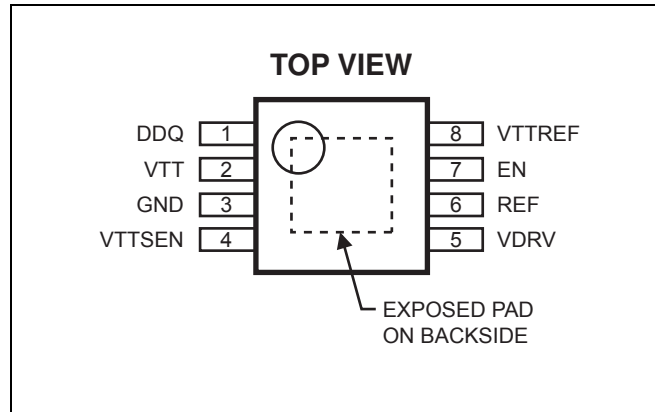 TOP VIEW
DDQ 1 8 VTTREF
VTT 2 7 EN
GND 3 6 REF
VTTSEN 4 5 VDRV
EXPOSED PAD
ON BACKSIDE